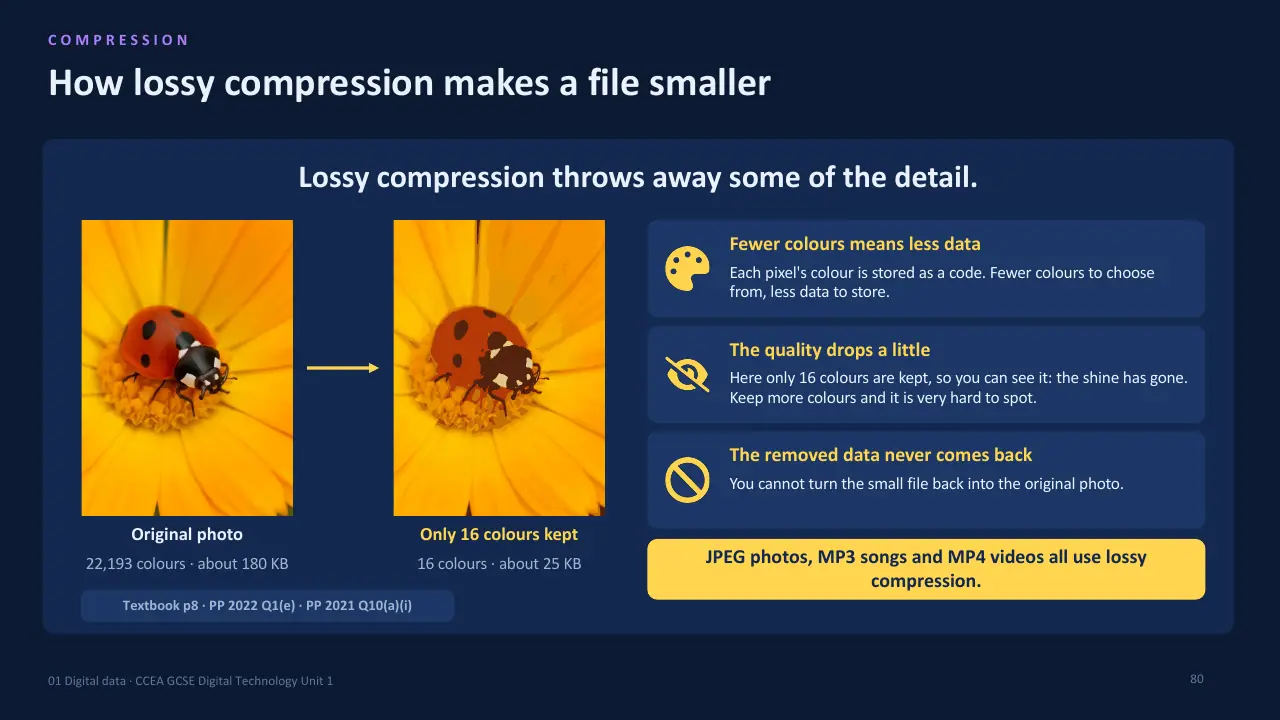 COMPRESSION
How lossy compression makes a file smaller
Lossy compression throws away some of the detail.
Original photo
22,193 colours · about 180 KB
Only 16 colours kept
16 colours · about 25 KB
Textbook p8 · PP 2022 Q1(e) · PP 2021 Q10(a)(i)
Fewer colours means less data
Each pixel's colour is stored as a code. Fewer colours to choose
from, less data to store.
The quality drops a little
Here only 16 colours are kept, so you can see it: the shine has gone.
Keep more colours and it is very hard to spot.
The removed data never comes back
You cannot turn the small file back into the original photo.
JPEG photos, MP3 songs and MP4 videos all use lossy
compression.
01 Digital data · CCEA GCSE Digital Technology Unit 1
80